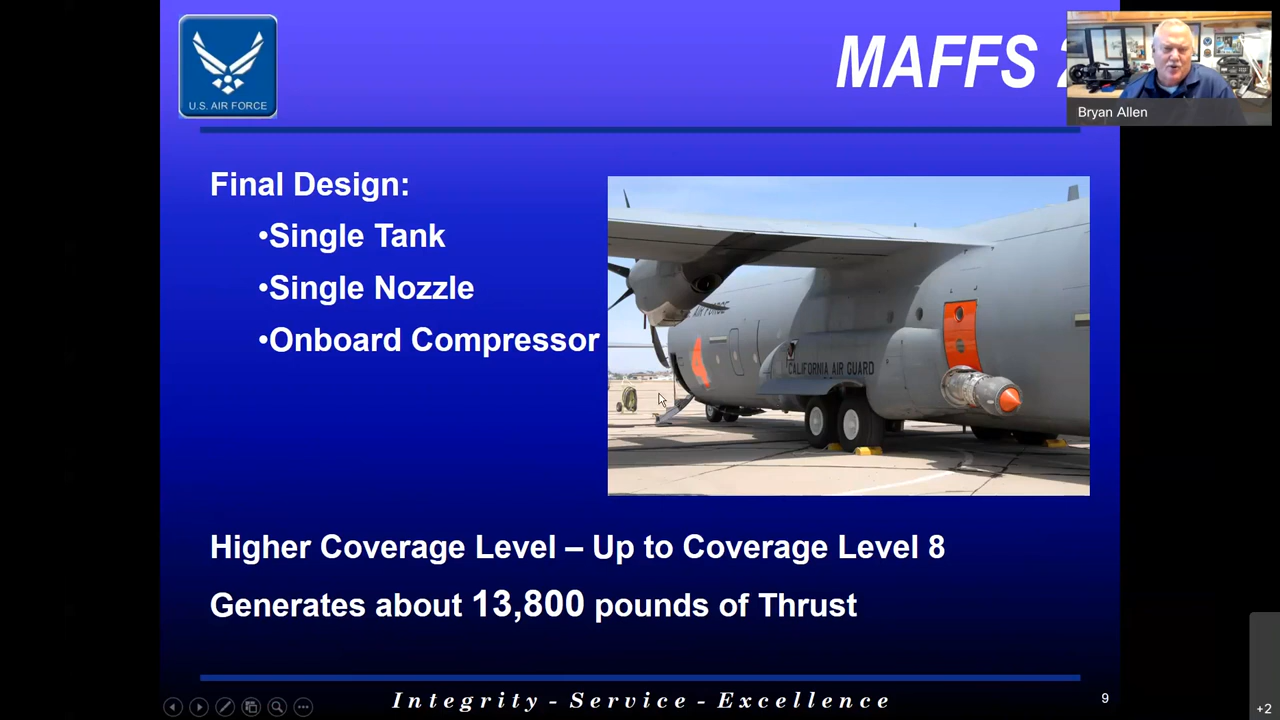 U.S. AIR FORCE
MAFFS
Bryan Allen
Final Design:
•Single Tank
•Single Nozzle
•Onboard Compressor
CALIFORNIA AIR GUARD
Higher Coverage Level – Up to Coverage Level 8
Generates about 13,800 pounds of Thrust
Integrity - Service - Excellence
9
+2